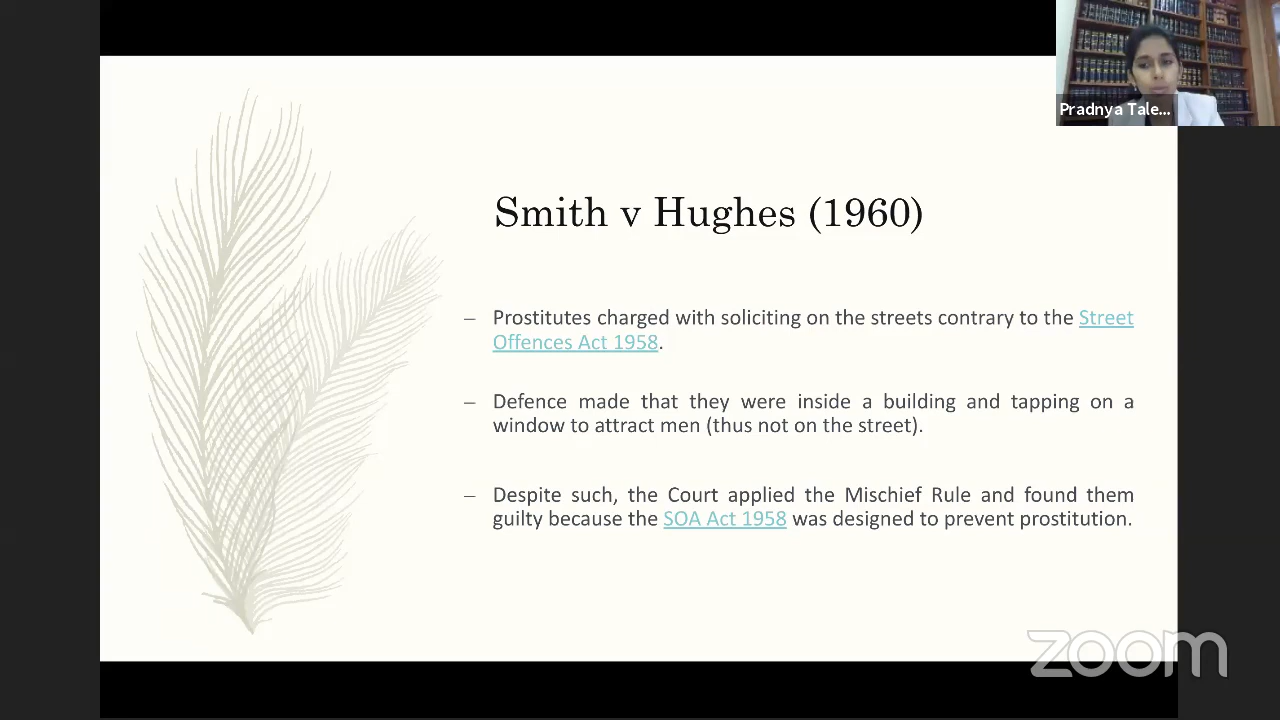 Pradnya Tale...
Smith v Hughes (1960)
– Prostitutes charged with soliciting on the streets contrary to the Street
Offences Act 1958.
– Defence made that they were inside a building and tapping on a
window to attract men (thus not on the street).
– Despite such, the Court applied the Mischief Rule and found them
guilty because the SOA Act 1958 was designed to prevent prostitution.
zoom